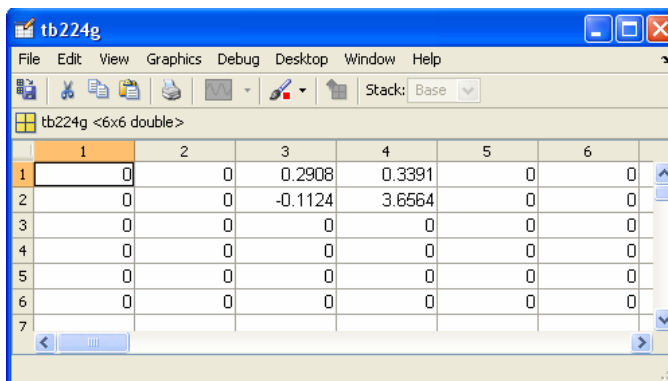 tb224g
File Edit View Graphics Debug Desktop Window Help
Stack: Base
tb224g <6x6 double>
1 2 3 4 5 6
1 0 0 0.2908 0.3391 0 0
2 0 0 -0.1124 3.6564 0 0
3 0 0 0 0 0 0
4 0 0 0 0 0 0
5 0 0 0 0 0 0
6 0 0 0 0 0 0
7